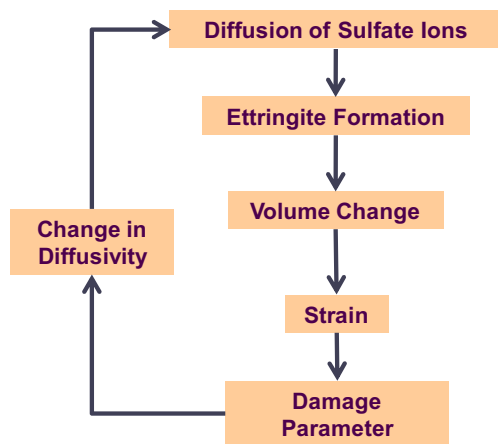 Diffusion of Sulfate Ions
Ettringite Formation
Volume Change
Change in
Diffusivity
Strain
Damage
Parameter